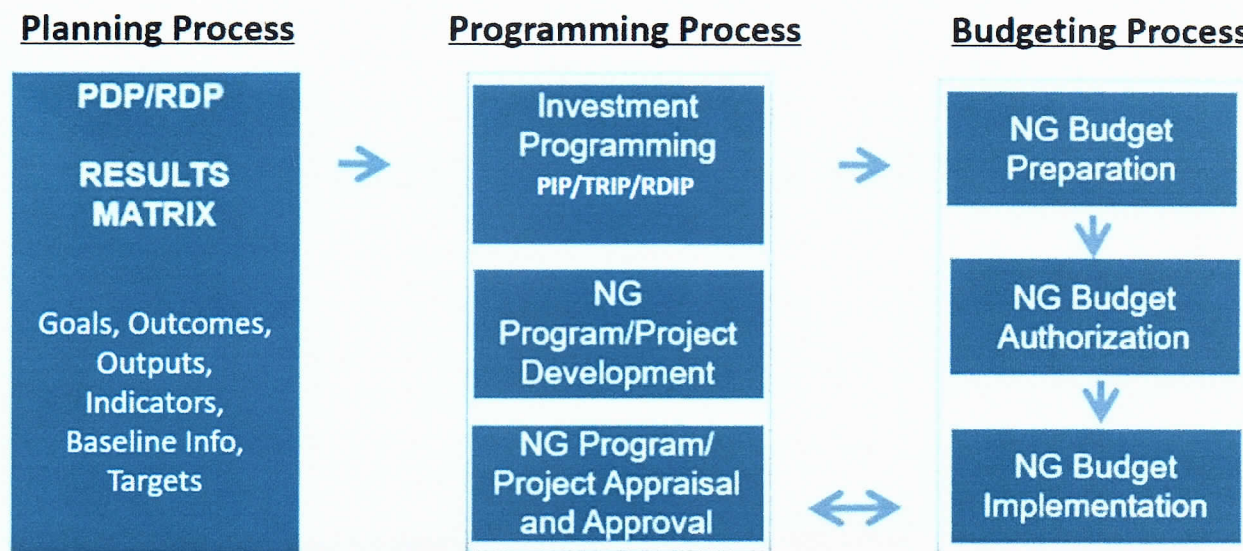 Planning Process
PDP/RDP
RESULTS
MATRIX
Goals, Outcomes,
Outputs,
Indicators,
Baseline Info,
Targets
Programming Process
Investment
Programming
PIP/TRIP/RDIP
NG
Program/Project
Development
NG Program/
Project Appraisal
and Approval
Budgeting Process
NG Budget
Preparation
NG Budget
Authorization
NG Budget
Implementation